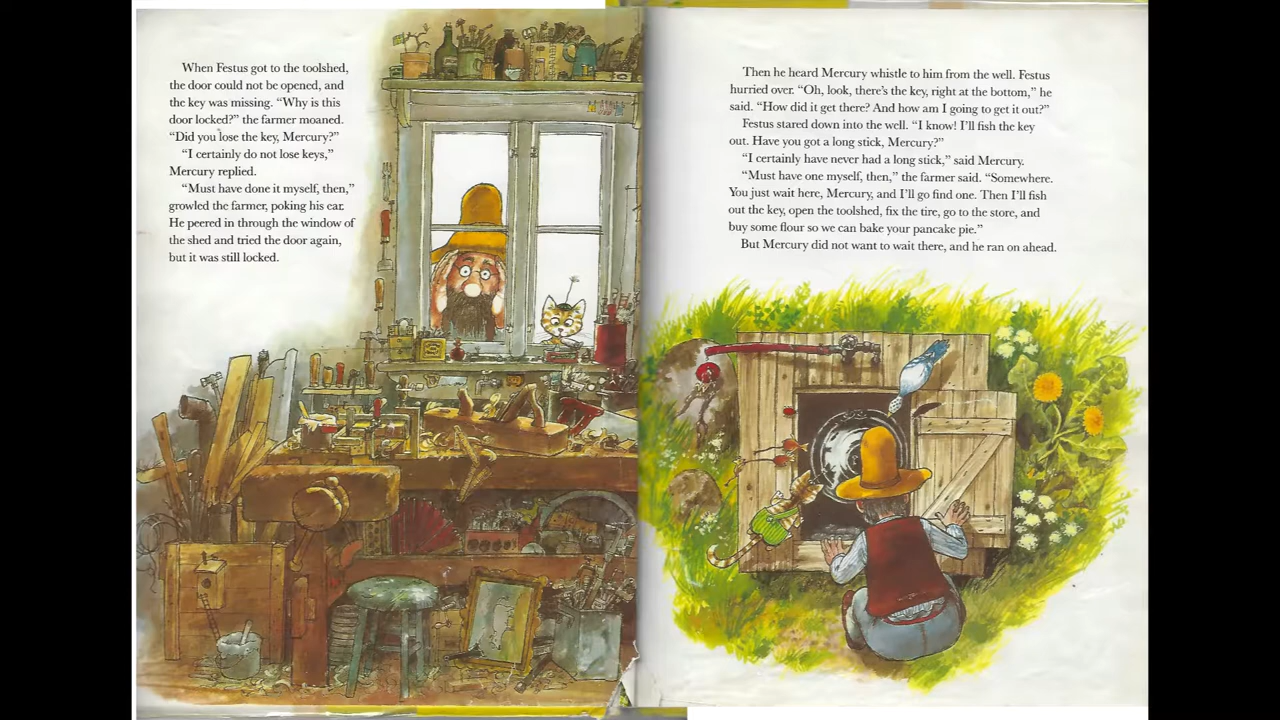 When Festus got to the toolshed,
the door could not be opened, and
the key was missing. “Why is this
door locked?” the farmer moaned.
“Did you lose the key, Mercury?”
“I certainly do not lose keys,”
Mercury replied.
“Must have done it myself, then,”
growled the farmer, poking his ear.
He peered in through the window of
the shed and tried the door again,
but it was still locked.
Then he heard Mercury whistle to him from the well. Festus
hurried over. “Oh, look, there’s the key, right at the bottom,” he
said. “How did it get there? And how am I going to get it out?”
Festus stared down into the well. “I know! I’ll fish the key
out. Have you got a long stick, Mercury?”
“I certainly have never had a long stick,” said Mercury.
“Must have one myself, then,” the farmer said. “Somewhere.
You just wait here, Mercury, and I’ll go find one. Then I’ll fish
out the key, open the toolshed, fix the tire, go to the store, and
buy some flour so we can bake your pancake pie.”
But Mercury did not want to wait there, and he ran on ahead.